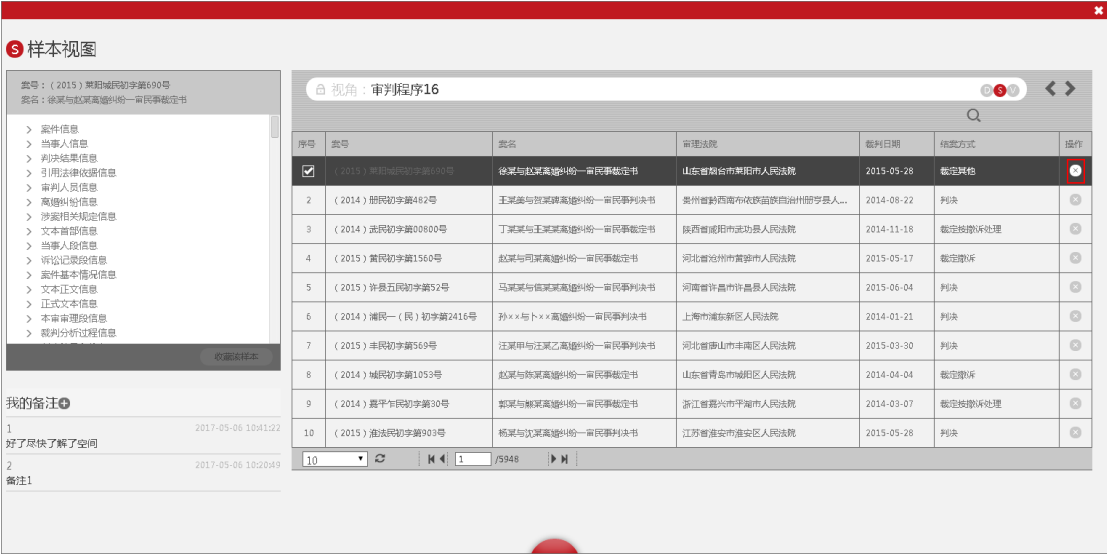 S 样本视图
案号：（2015）莱阳城民初字第690号
案名：徐某与赵某离婚纠纷一审民事裁定书
案件信息
当事人信息
判决结果信息
引用法律依据信息
审判人员信息
离婚纠纷信息
涉案相关规定信息
文本首部信息
当事人段信息
诉讼记录段信息
案件基本情况信息
文本正文信息
正式文本信息
本审审理段信息
裁判分析过程信息
收藏该样本
我的备注
1 2017-05-06 10:41:22
好了尽快了解了空间
2 2017-05-06 10:20:49
备注1
视角：审判程序16 D S V
序号 案号 案名 审理法院 裁判日期 结案方式 操作
（2015）莱阳城民初字第690号 徐某与赵某离婚纠纷一审民事裁定书 山东省烟台市莱阳市人民法院 2015-05-28 裁定其他
2 （2014）册民初字第482号 王某美与贺某碑离婚纠纷一审民事判决书 贵州省黔西南布依族苗族自治州册亨县人... 2014-08-22 判决
3 （2014）武民初字第00800号 丁某某与王某某离婚纠纷一审民事裁定书 陕西省咸阳市武功县人民法院 2014-11-18 裁定按撤诉处理
4 （2015）黄民初字第1560号 赵某与司某离婚纠纷一审民事裁定书 河北省沧州市黄骅市人民法院 2015-05-17 裁定撤诉
5 （2015）许县五民初字第52号 马某某与信某某离婚纠纷一审民事判决书 河南省许昌市许昌县人民法院 2015-06-04 判决
6 （2014）浦民一（民）初字第2416号 孙××与卜××离婚纠纷一审民事判决书 上海市浦东新区人民法院 2014-01-21 判决
7 （2015）丰民初字第569号 汪某甲与汪某乙离婚纠纷一审民事判决书 河北省唐山市丰南区人民法院 2015-03-30 判决
8 （2014）城民初字第1053号 赵某与陈某离婚纠纷一审民事裁定书 山东省青岛市城阳区人民法院 2014-04-04 裁定撤诉
9 （2014）嘉平乍民初字第30号 郭某与熊某离婚纠纷一审民事裁定书 浙江省嘉兴市平湖市人民法院 2014-03-07 裁定按撤诉处理
10 （2015）淮法民初字第903号 杨某与沈某离婚纠纷一审民事判决书 江苏省淮安市淮安区人民法院 2015-05-28 判决
10 1 /5948